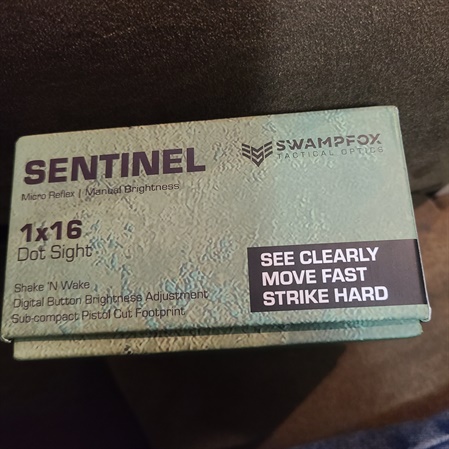 SENTINEL
Micro Reflex | Manual Brightness
SWAMPFOX
TACTICAL OPTICS
1x16
Dot Sight
Shake 'N Wake
Digital Button Brightness Adjustment
Sub-compact Pistol Cut Footprint
SEE CLEARLY
MOVE FAST
STRIKE HARD